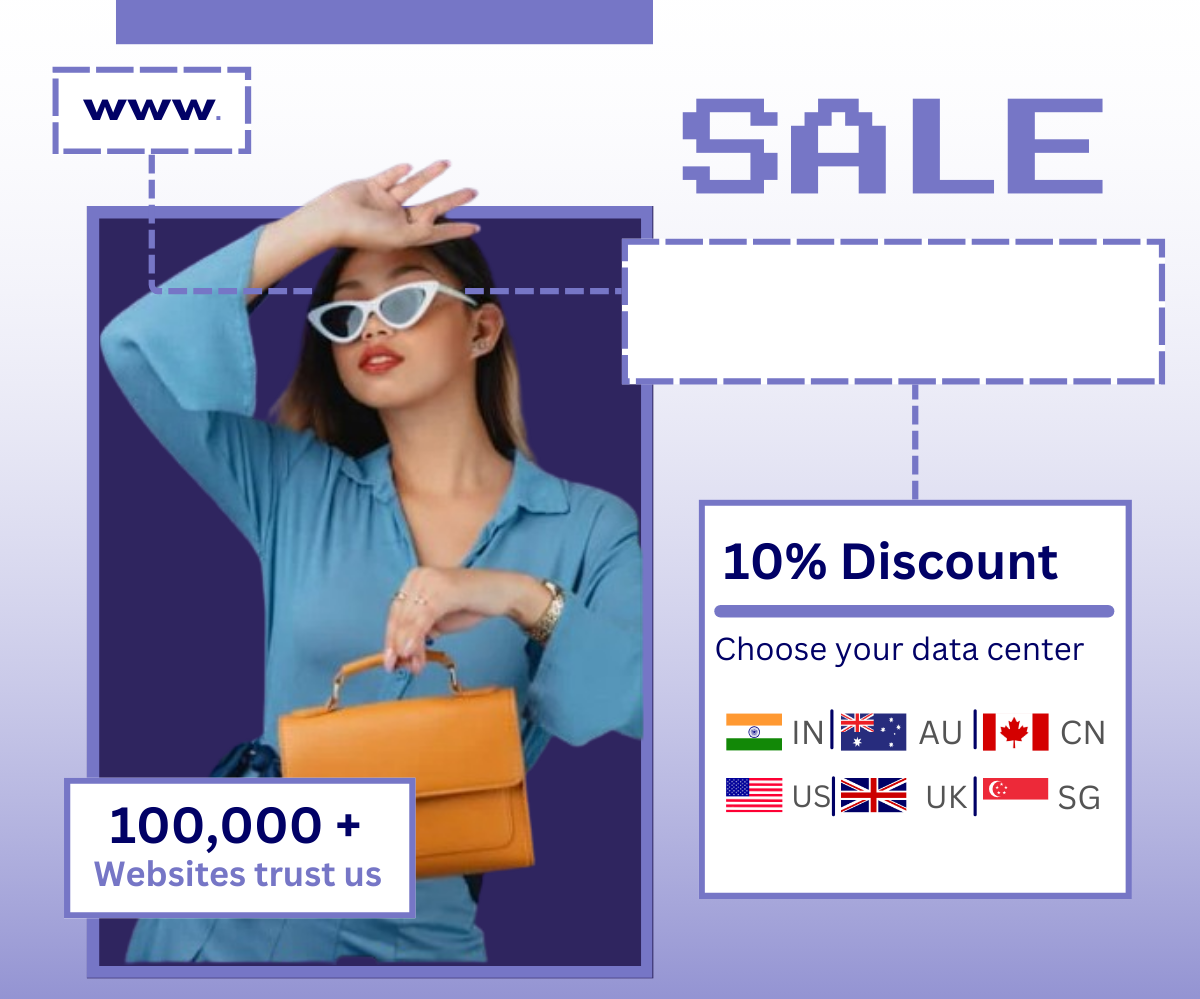 www.
SALE
10% Discount
Choose your data center
IN AU CN
US UK SG
100,000 +
Websites trust us